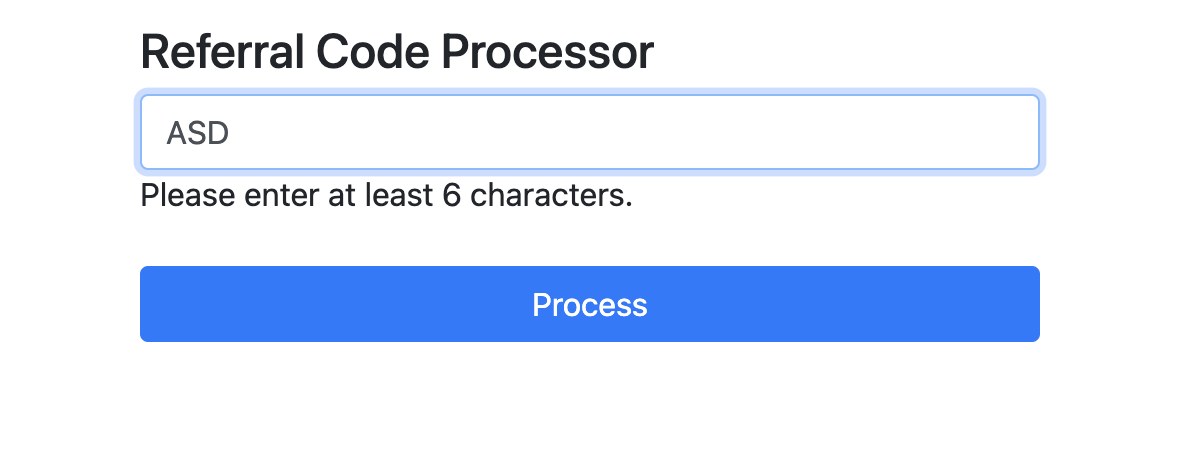 Referral Code Processor
ASD
Please enter at least 6 characters.
Process